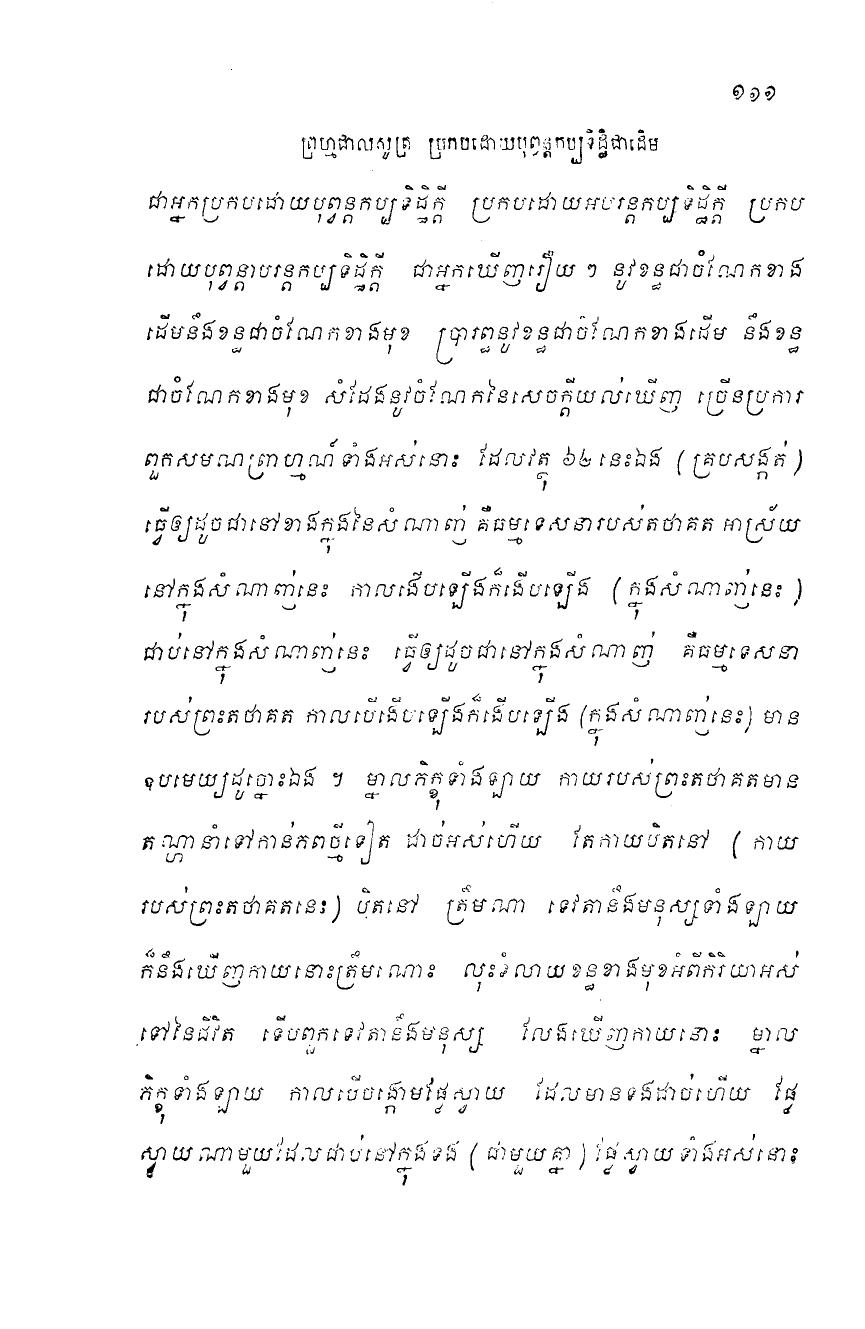 ១១១
ព្រហ្មជាលសូត្រ ប្រកបដោយបុព្វន្តកប្បទិដ្ឋិជាដើម
ជាអ្នកប្រកបដោយបុព្វន្តកប្បទិដ្ឋិក្តី ប្រកបដោយអបរន្តកប្បទិដ្ឋិក្តី ប្រកប
ដោយបុព្វន្តាបរន្តកប្បទិដ្ឋិក្តី ជាអ្នកឃើញរឿយ ៗ នូវខន្ធជាចំណែកខាង
ដើមនឹងខន្ធជាចំណែកខាងមុខ ប្រារព្ធនូវខន្ធជាចំណែកខាងដើម នឹងខន្ធ
ជាចំណែកខាងមុខ សំដែងនូវចំណែកនៃសេចក្តីយល់ឃើញ ច្រើនប្រការ
ពួកសមណព្រាហ្មណ៍ទាំងអស់នោះ ដែលវត្ថុ ៦២ នេះឯង (គ្របសង្កត់)
ធ្វើឲ្យដូចជានៅខាងក្នុងនៃសំណាញ់ គឺធម្មទេសនារបស់តថាគត អាស្រ័យ
នៅក្នុងសំណាញ់នេះ កាលងើបឡើងក៏ងើបឡើង (ក្នុងសំណាញ់នេះ)
ជាប់នៅក្នុងសំណាញ់នេះ ធ្វើឲ្យដូចជានៅក្នុងសំណាញ់ គឺធម្មទេសនា
របស់ព្រះតថាគត កាលបើងើបឡើងក៏ងើបឡើង (ក្នុងសំណាញ់នេះ) មាន
ឧបមេយ្យដូច្នោះឯង ។ ម្នាលភិក្ខុទាំងឡាយ កាយរបស់ព្រះតថាគតមាន
តណ្ហានាំទៅកាន់ភពថ្មីទៀត ដាច់អស់ហើយ តែកាយបិតនៅ (កាយ
របស់ព្រះតថាគតនេះ) បិតនៅ ត្រឹមណា ទេវតានឹងមនុស្សទាំងឡាយ
ក៏នឹងឃើញកាយនោះត្រឹមណោះ លុះទំលាយខន្ធខាងមុខអំពីកិរិយាអស់
ទៅនៃជីវិត ទើបពួកទេវតានឹងមនុស្ស លែងឃើញកាយនោះ ម្នាល
ភិក្ខុទាំងឡាយ កាលបើចង្កោមផ្លែស្វាយ ដែលមានទងដាច់ហើយ ផ្លែ
ស្វាយណាមួយដែលជាប់នៅក្នុងទង (ជាមួយគ្នា) ផ្លែស្វាយទាំងអស់នោះ